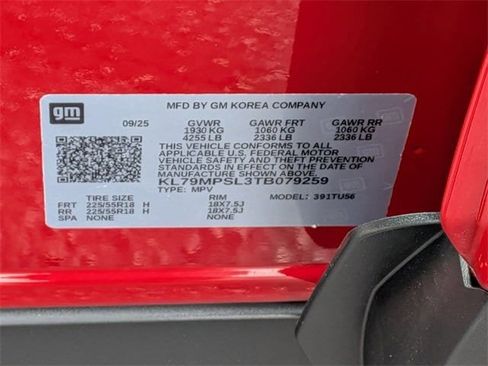 gm
MFD BY GM KOREA COMPANY
09/25 GVWR GAWR FRT GAWR RR
1930 KG 1060 KG 1060 KG
4255 LB 2336 LB 2336 LB
THIS VEHICLE CONFORMS TO ALL
APPLICABLE U.S. FEDERAL MOTOR
VEHICLE SAFETY AND THEFT PREVENTION
STANDARDS IN EFFECT ON THE DATE
OF MANUFACTURE SHOWN ABOVE.
KL79MPSL3TB079259
TYPE: MPV MODEL: 391TU56
TIRE SIZE RIM
FRT 225/55R18 H 18X7.5J
RR 225/55R18 H 18X7.5J
SPA NONE NONE